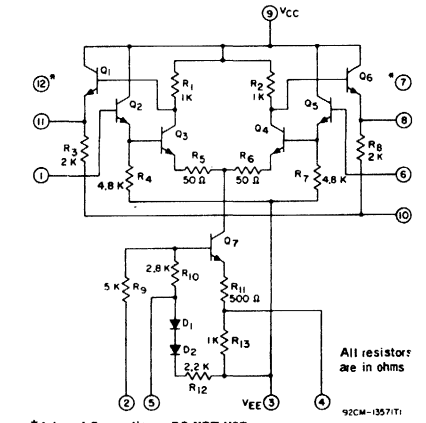 9 VCC
Q1
12*
R1
1K
R2
1K
Q6
*7
Q2
Q5
11
Q3
Q4
8
R3
2K
R5
50 Ω
R6
50 Ω
R8
2K
1
R4
4.8K
R7
4.8K
6
10
Q7
2.8 K
R10
5 K
R9
R11
500 Ω
D1
1K
R13
D2
2.2 K
R12
All resistors
are in ohms
2
5
VEE
3
4
92CM-13571T1